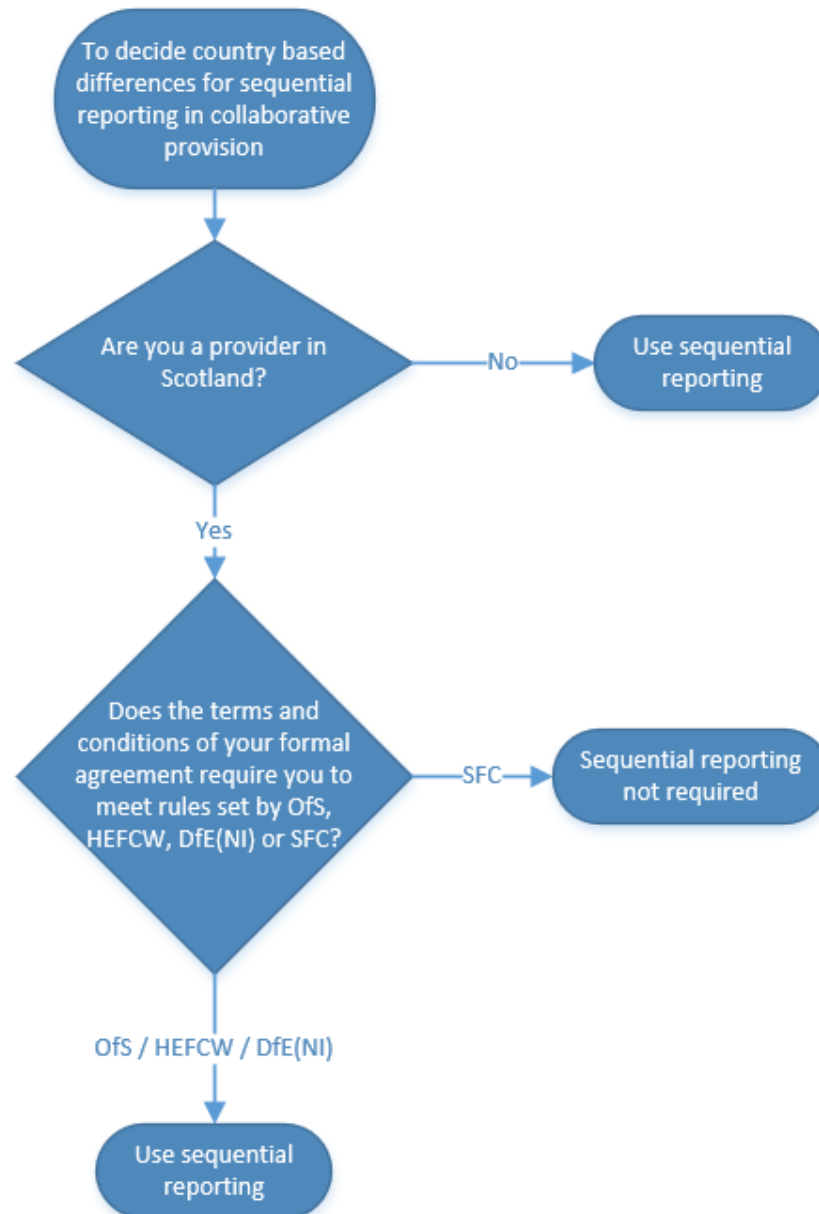 To decide country based
differences for sequential
reporting in collaborative
provision
Are you a provider in
Scotland?
No
Use sequential
reporting
Yes
Does the terms and
conditions of your formal
agreement require you to
meet rules set by OfS,
HEFCW, DfE(NI) or SFC?
SFC
Sequential reporting
not required
OfS / HEFCW / DfE(NI)
Use sequential
reporting